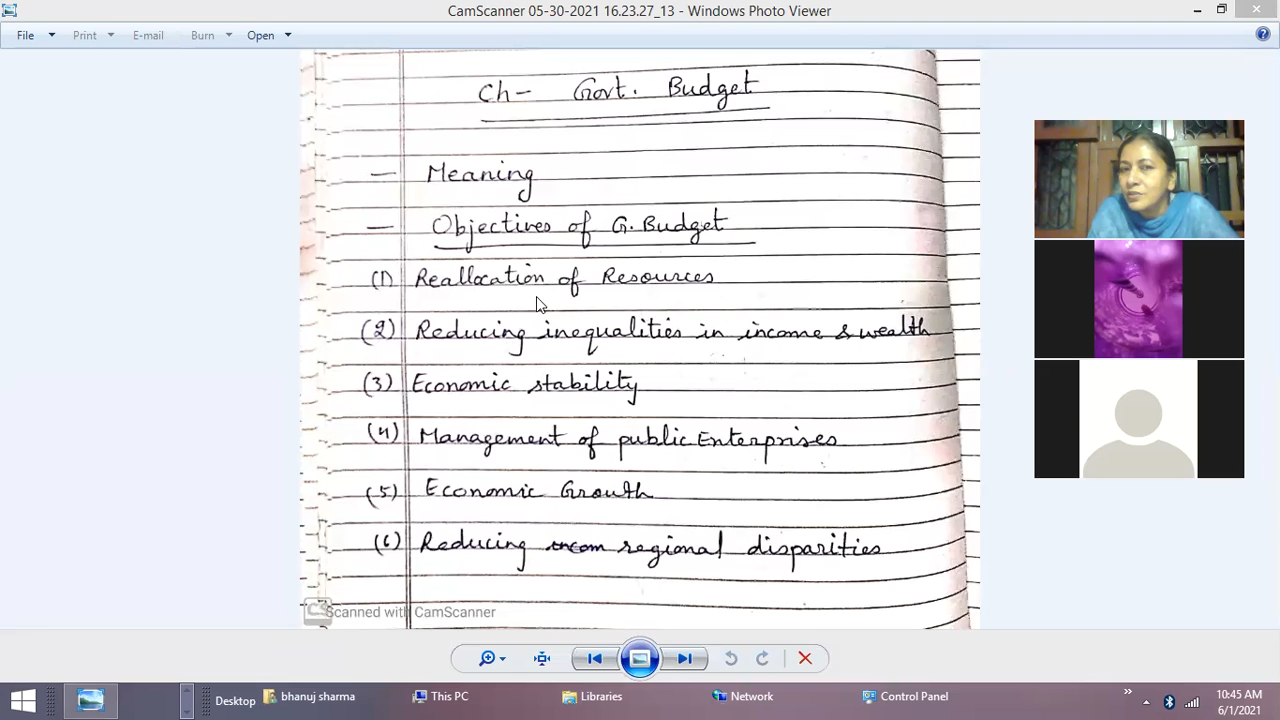 CamScanner 05-30-2021 16.23.27_13 - Windows Photo Viewer
File Print E-mail Burn Open
Ch- Govt. Budget
— Meaning
— Objectives of G. Budget
(1) Reallocation of Resources
(2) Reducing inequalities in income & wealth
(3) Economic stability
(4) Management of public Enterprises
(5) Economic Growth
(6) Reducing regional disparities
CS Scanned with CamScanner
Desktop bhanuj sharma This PC Libraries Network Control Panel » 10:45 AM
6/1/2021